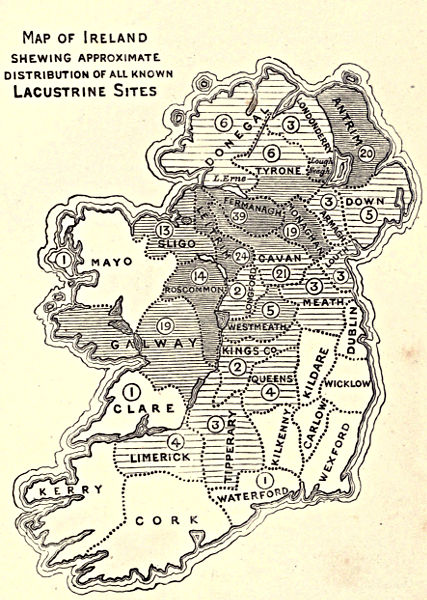 MAP OF IRELAND
SHEWING APPROXIMATE
DISTRIBUTION OF ALL KNOWN
LACUSTRINE SITES
DONEGAL
6
3
LONDONDERRY
ANTRIM
20
6
TYRONE
Lough
Neagh
L. Erne
3
DOWN
5
ARMAGH
FERMANAGH
39
MONAGHAN
19
LEITRIM
24
13
SLIGO
1
MAYO
CAVAN
21
LOUTH
3
14
ROSCOMMON
2
LONGFORD
3
MEATH
5
WESTMEATH
DUBLIN
19
GALWAY
KINGS CO.
2
QUEENS
4
KILDARE
WICKLOW
1
CLARE
3
TIPPERARY
KILKENNY
CARLOW
WEXFORD
4
LIMERICK
1
WATERFORD
KERRY
CORK